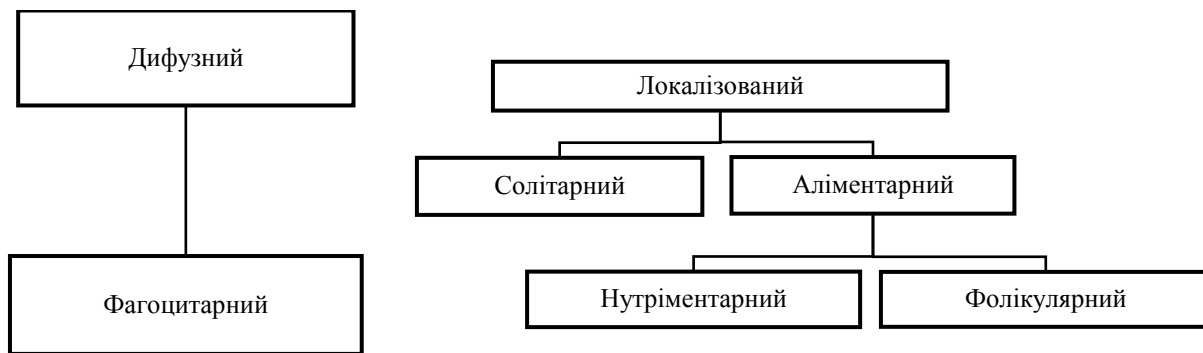 Дифузний
Локалізований
Солітарний
Аліментарний
Фагоцитарний
Нутріментарний
Фолікулярний